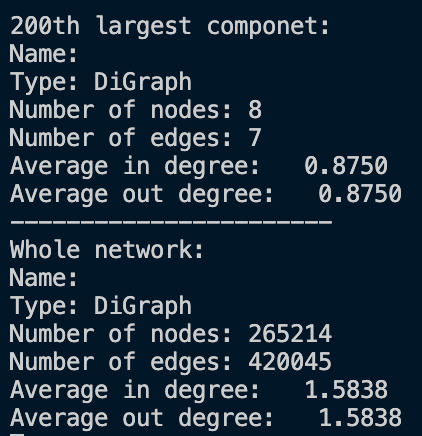 200th largest componet:
Name:
Type: DiGraph
Number of nodes: 8
Number of edges: 7
Average in degree:   0.8750
Average out degree:   0.8750
-----------------------
Whole network:
Name:
Type: DiGraph
Number of nodes: 265214
Number of edges: 420045
Average in degree:   1.5838
Average out degree:   1.5838